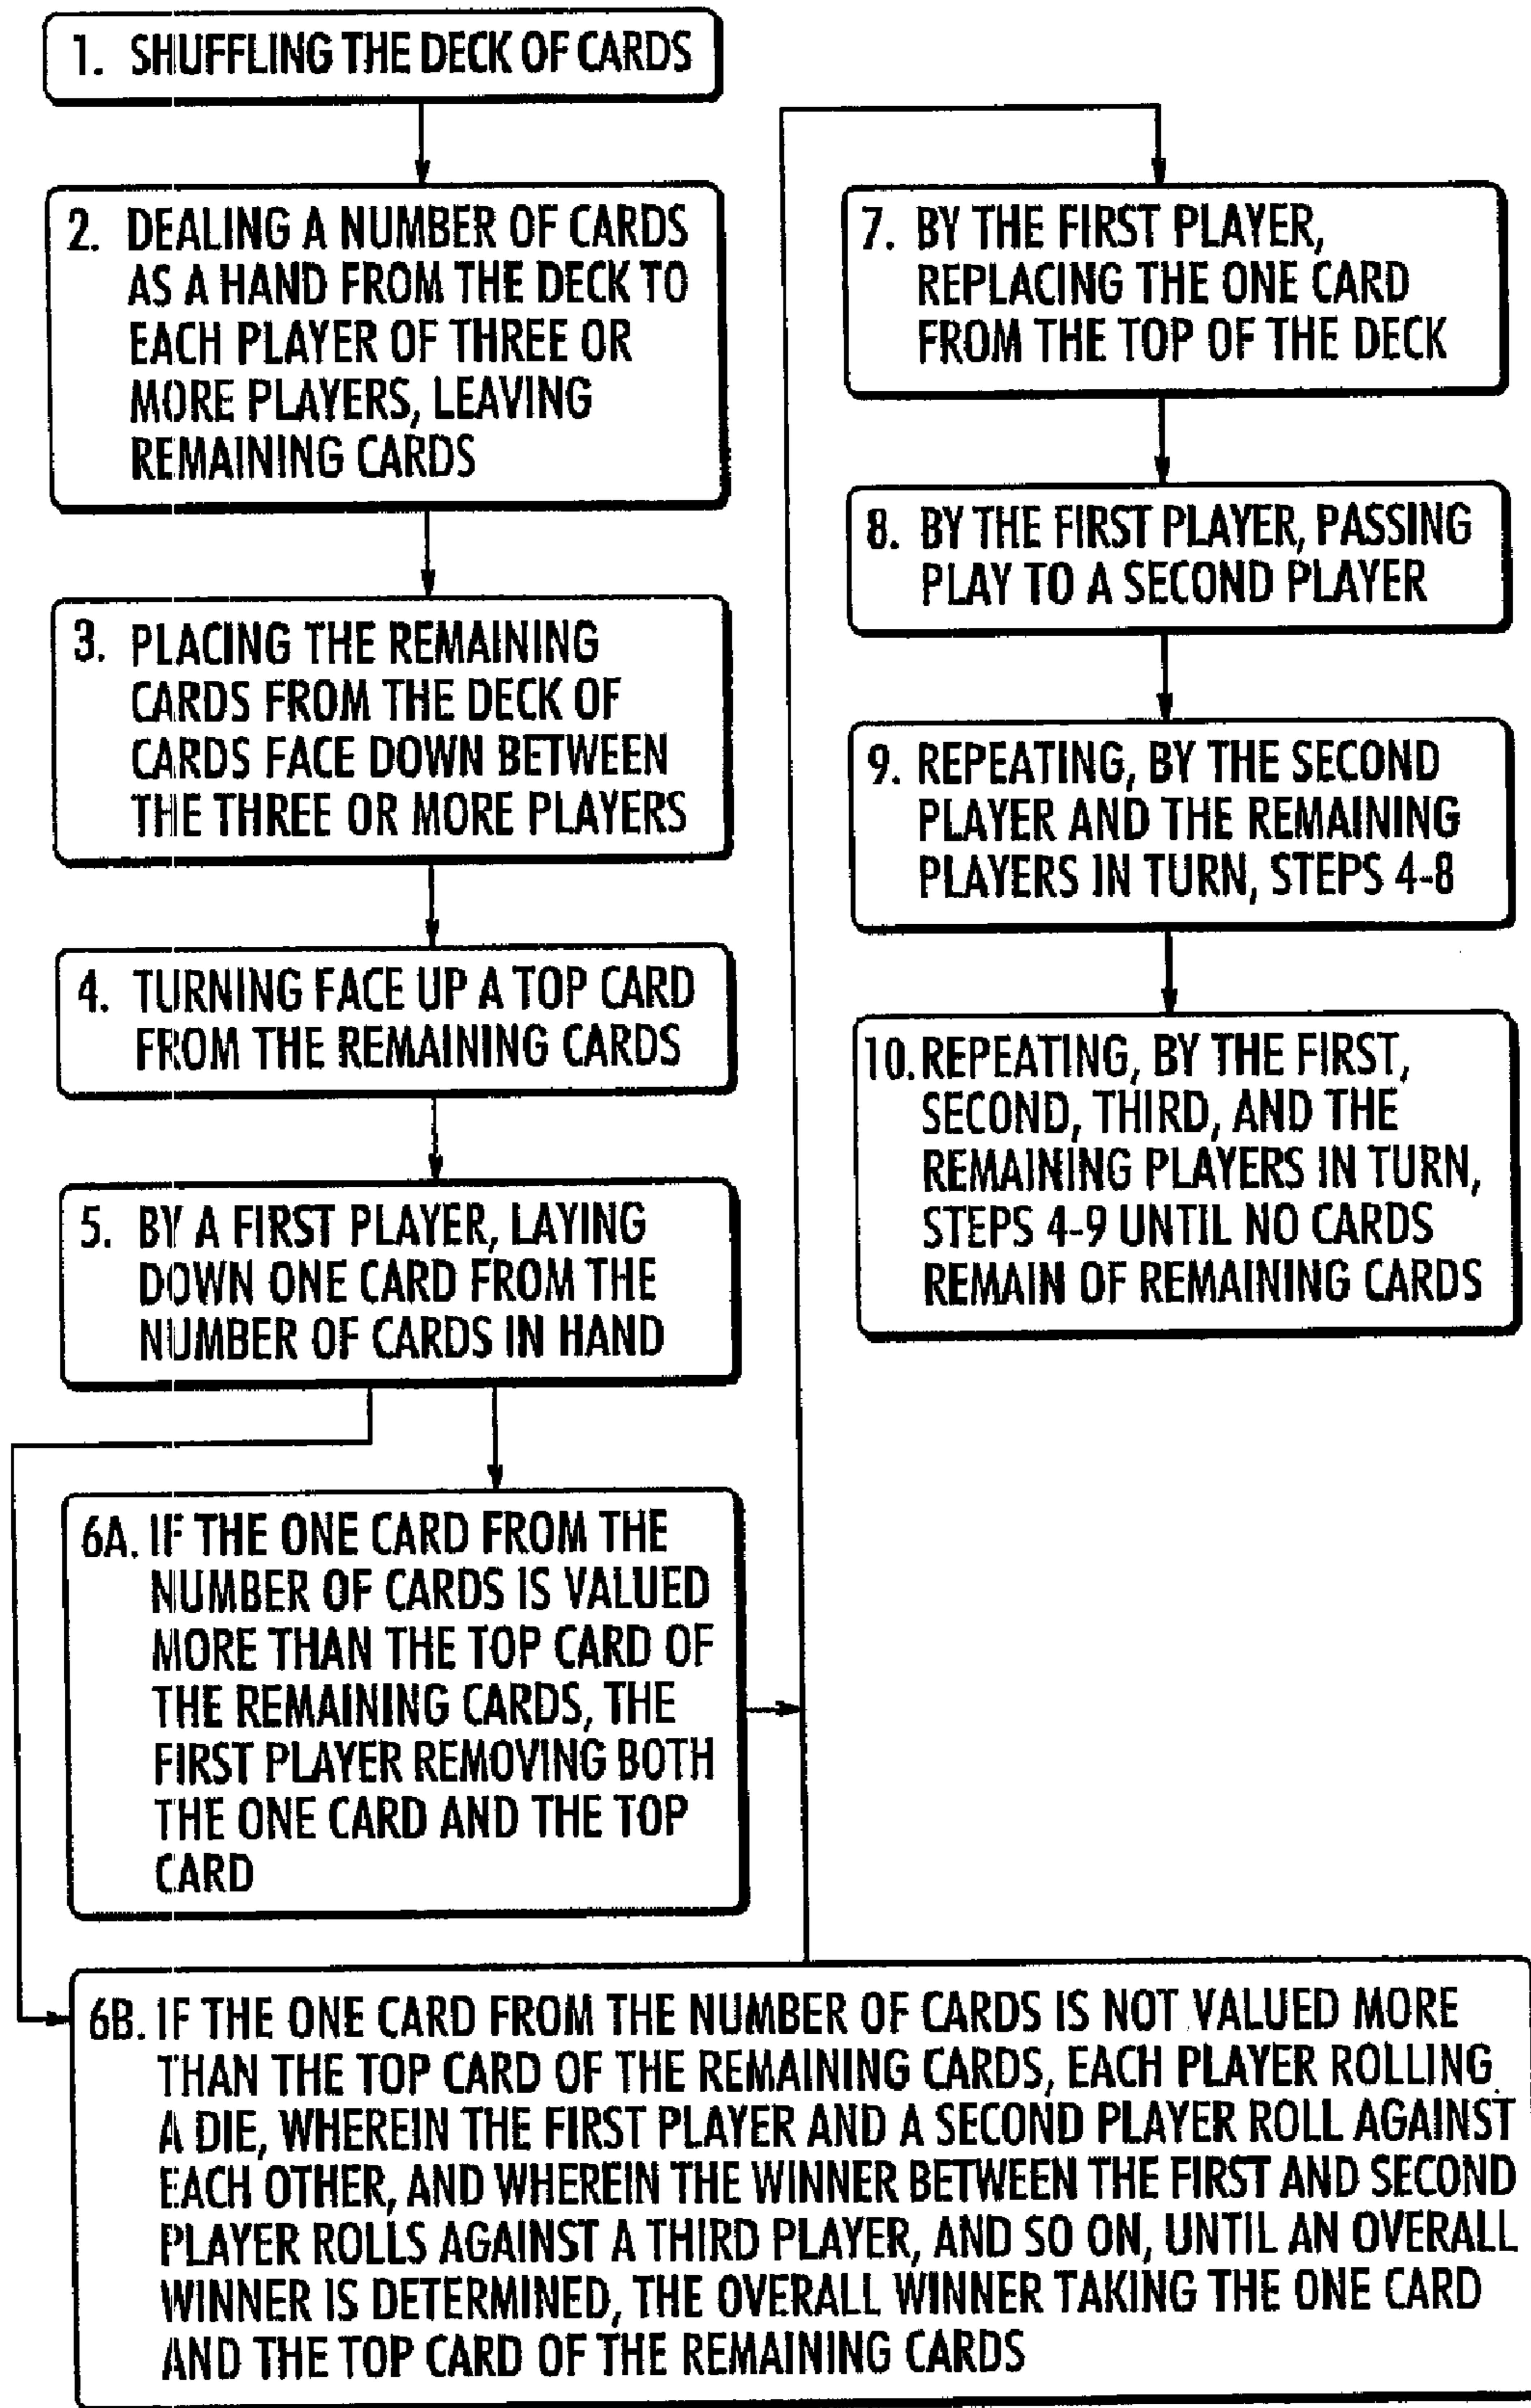 1. SHUFFLING THE DECK OF CARDS
2. DEALING A NUMBER OF CARDS
AS A HAND FROM THE DECK TO
EACH PLAYER OF THREE OR
MORE PLAYERS, LEAVING
REMAINING CARDS
3. PLACING THE REMAINING
CARDS FROM THE DECK OF
CARDS FACE DOWN BETWEEN
THE THREE OR MORE PLAYERS
4. TURNING FACE UP A TOP CARD
FROM THE REMAINING CARDS
5. BY A FIRST PLAYER, LAYING
DOWN ONE CARD FROM THE
NUMBER OF CARDS IN HAND
6A. IF THE ONE CARD FROM THE
NUMBER OF CARDS IS VALUED
MORE THAN THE TOP CARD OF
THE REMAINING CARDS, THE
FIRST PLAYER REMOVING BOTH
THE ONE CARD AND THE TOP
CARD
6B. IF THE ONE CARD FROM THE NUMBER OF CARDS IS NOT VALUED MORE
THAN THE TOP CARD OF THE REMAINING CARDS, EACH PLAYER ROLLING
A DIE, WHEREIN THE FIRST PLAYER AND A SECOND PLAYER ROLL AGAINST
EACH OTHER, AND WHEREIN THE WINNER BETWEEN THE FIRST AND SECOND
PLAYER ROLLS AGAINST A THIRD PLAYER, AND SO ON, UNTIL AN OVERALL
WINNER IS DETERMINED, THE OVERALL WINNER TAKING THE ONE CARD
AND THE TOP CARD OF THE REMAINING CARDS
7. BY THE FIRST PLAYER,
REPLACING THE ONE CARD
FROM THE TOP OF THE DECK
8. BY THE FIRST PLAYER, PASSING
PLAY TO A SECOND PLAYER
9. REPEATING, BY THE SECOND
PLAYER AND THE REMAINING
PLAYERS IN TURN, STEPS 4-8
10. REPEATING, BY THE FIRST,
SECOND, THIRD, AND THE
REMAINING PLAYERS IN TURN,
STEPS 4-9 UNTIL NO CARDS
REMAIN OF REMAINING CARDS